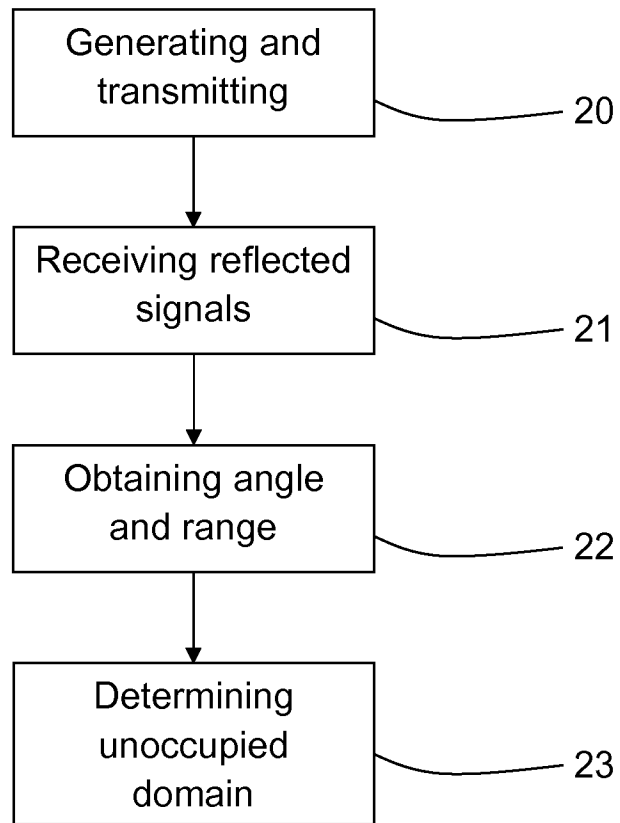 Generating and
transmitting
20
Receiving reflected
signals
21
Obtaining angle
and range
22
Determining
unoccupied
domain
23